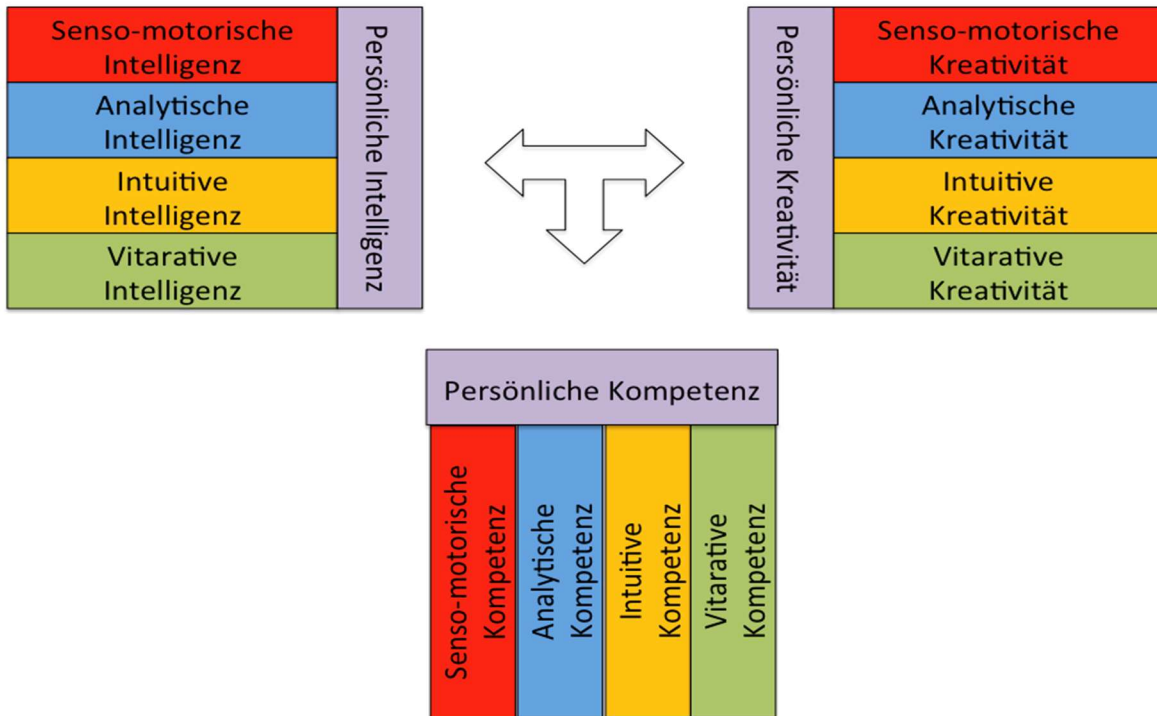 Senso-motorische
Intelligenz
Analytische
Intelligenz
Intuitive
Intelligenz
Vitarative
Intelligenz
Persönliche Intelligenz
Persönliche Kreativität
Senso-motorische
Kreativität
Analytische
Kreativität
Intuitive
Kreativität
Vitarative
Kreativität
Persönliche Kompetenz
Senso-motorische
Kompetenz
Analytische
Kompetenz
Intuitive
Kompetenz
Vitarative
Kompetenz